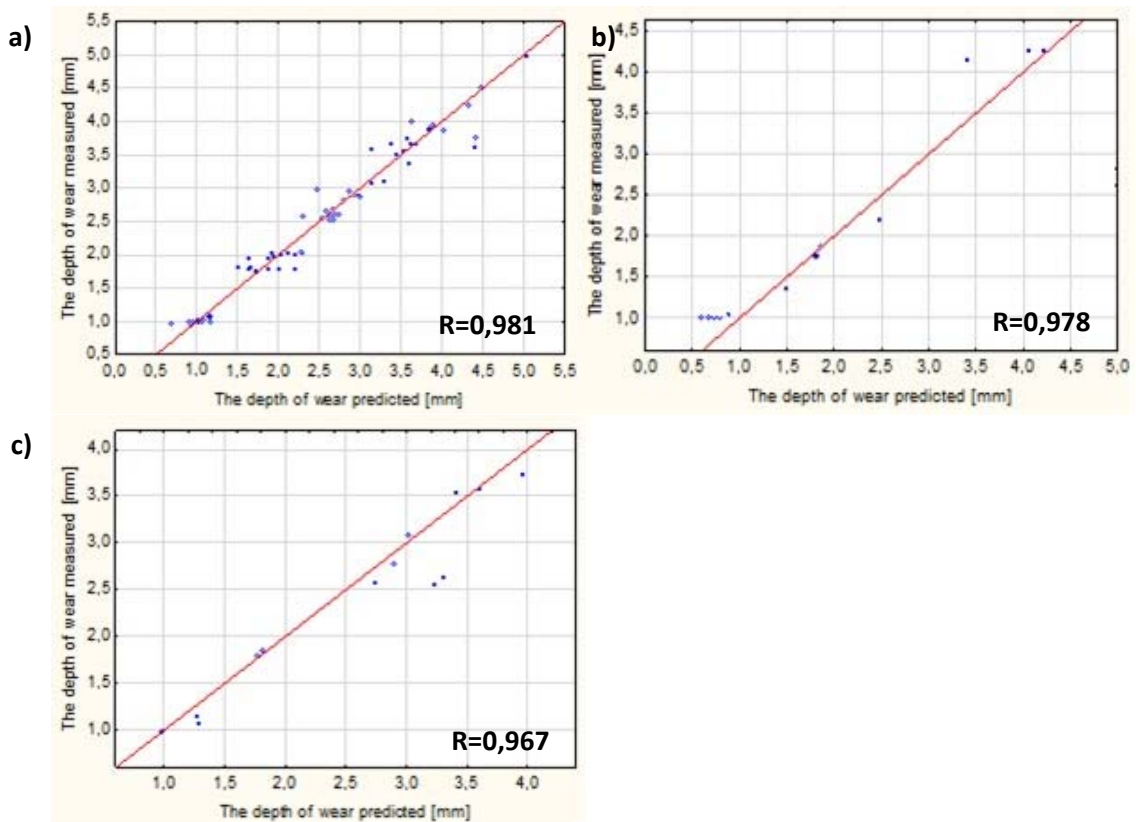 a)
The depth of wear measured [mm]
5,5
5,0
4,5
4,0
3,5
3,0
2,5
2,0
1,5
1,0
0,5
0,0 0,5 1,0 1,5 2,0 2,5 3,0 3,5 4,0 4,5 5,0 5,5
The depth of wear predicted [mm]
R=0,981
b)
The depth of wear measured [mm]
4,5
4,0
3,5
3,0
2,5
2,0
1,5
1,0
0,0 0,5 1,0 1,5 2,0 2,5 3,0 3,5 4,0 4,5 5,0
The depth of wear predicted [mm]
R=0,978
c)
The depth of wear measured [mm]
4,0
3,5
3,0
2,5
2,0
1,5
1,0
1,0 2,0 3,0 4,0
The depth of wear predicted [mm]
R=0,967